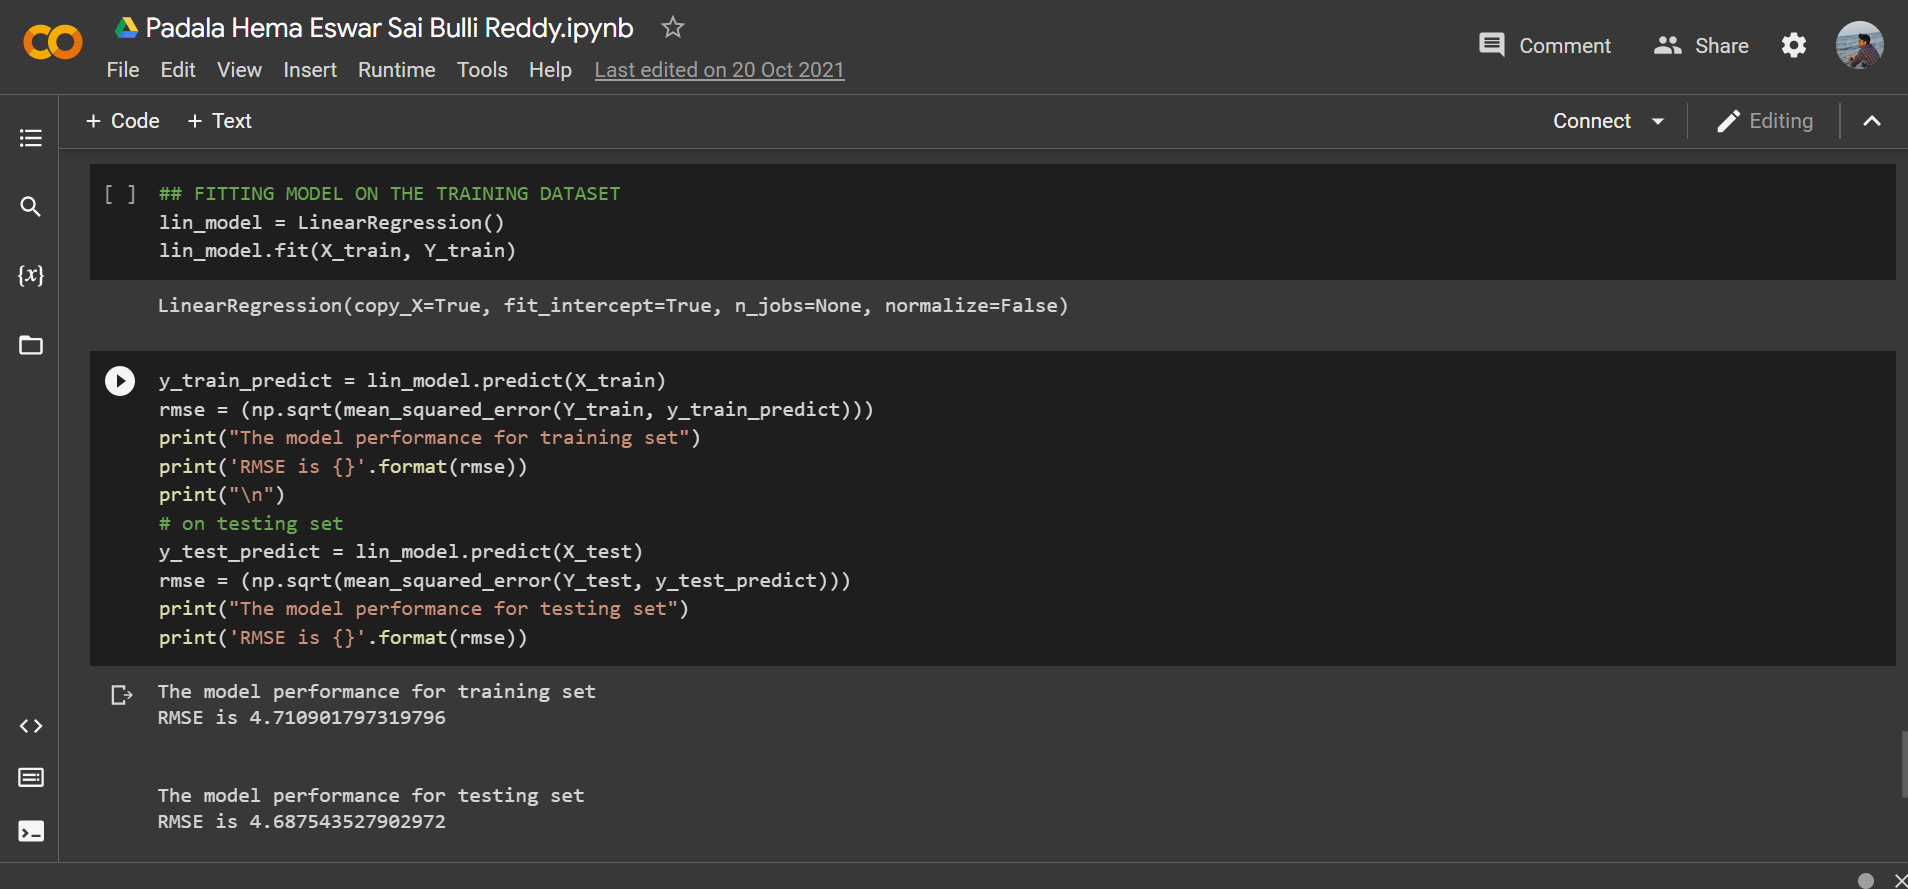 Padala Hema Eswar Sai Bulli Reddy.ipynb
Comment Share
File Edit View Insert Runtime Tools Help Last edited on 20 Oct 2021
+ Code + Text Connect Editing
[ ] ## FITTING MODEL ON THE TRAINING DATASET
lin_model = LinearRegression()
lin_model.fit(X_train, Y_train)
LinearRegression(copy_X=True, fit_intercept=True, n_jobs=None, normalize=False)
y_train_predict = lin_model.predict(X_train)
rmse = (np.sqrt(mean_squared_error(Y_train, y_train_predict)))
print("The model performance for training set")
print('RMSE is {}'.format(rmse))
print("\n")
# on testing set
y_test_predict = lin_model.predict(X_test)
rmse = (np.sqrt(mean_squared_error(Y_test, y_test_predict)))
print("The model performance for testing set")
print('RMSE is {}'.format(rmse))
The model performance for training set
RMSE is 4.710901797319796
The model performance for testing set
RMSE is 4.687543527902972